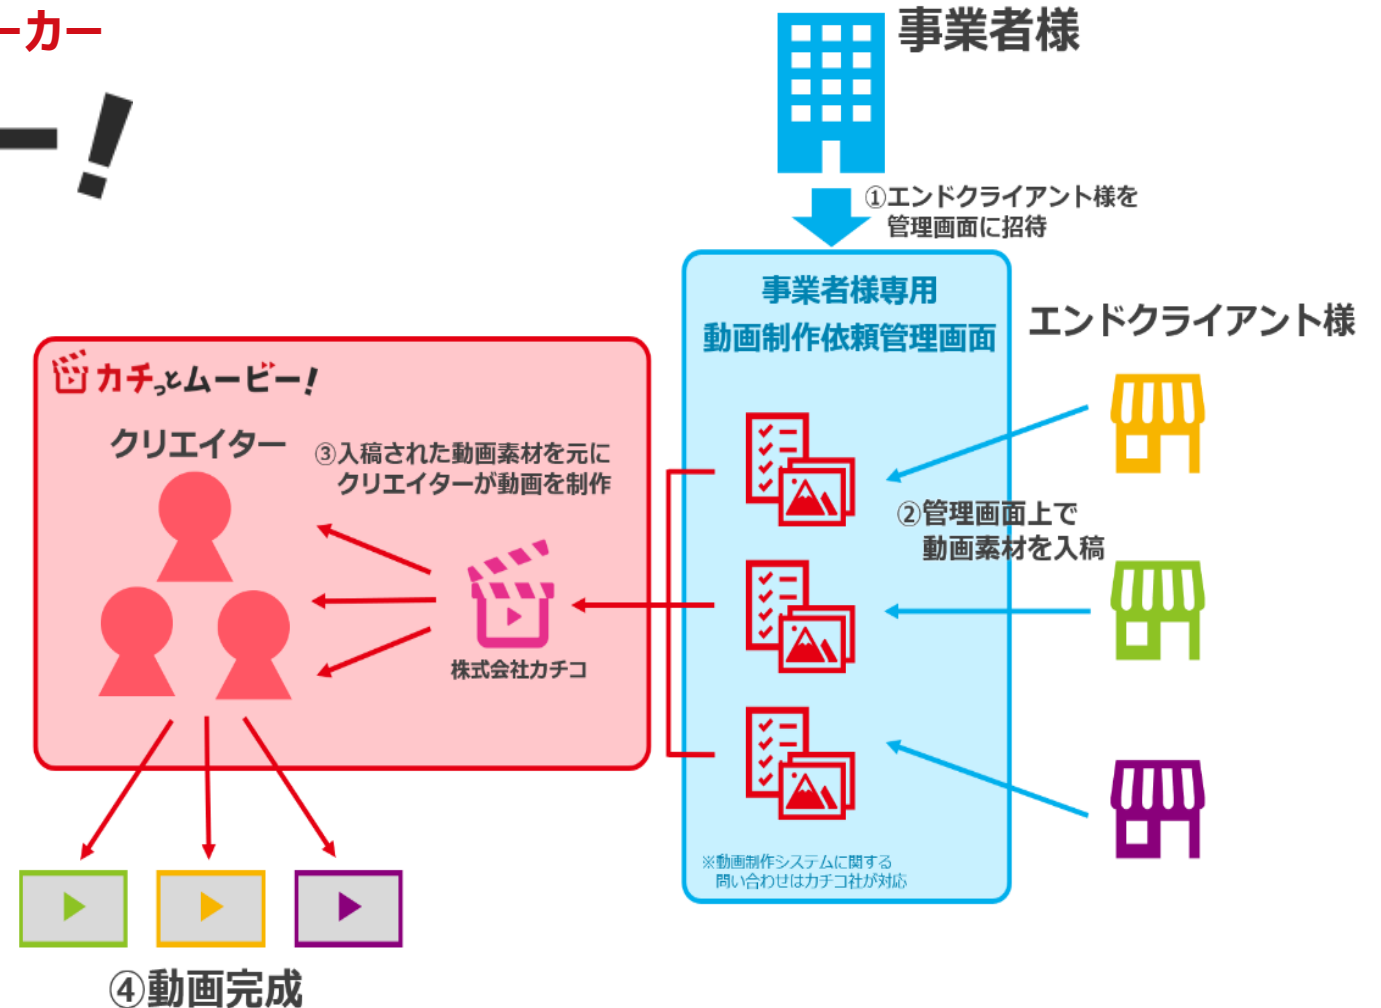 ーカー
ー!
事業者様
①エンドクライアント様を
管理画面に招待
事業者様専用
動画制作依頼管理画面
エンドクライアント様
②管理画面上で
動画素材を入稿
※動画制作システムに関する
問い合わせはカチコ社が対応
カチっとムービー!
クリエイター
③入稿された動画素材を元に
クリエイターが動画を制作
株式会社カチコ
④動画完成